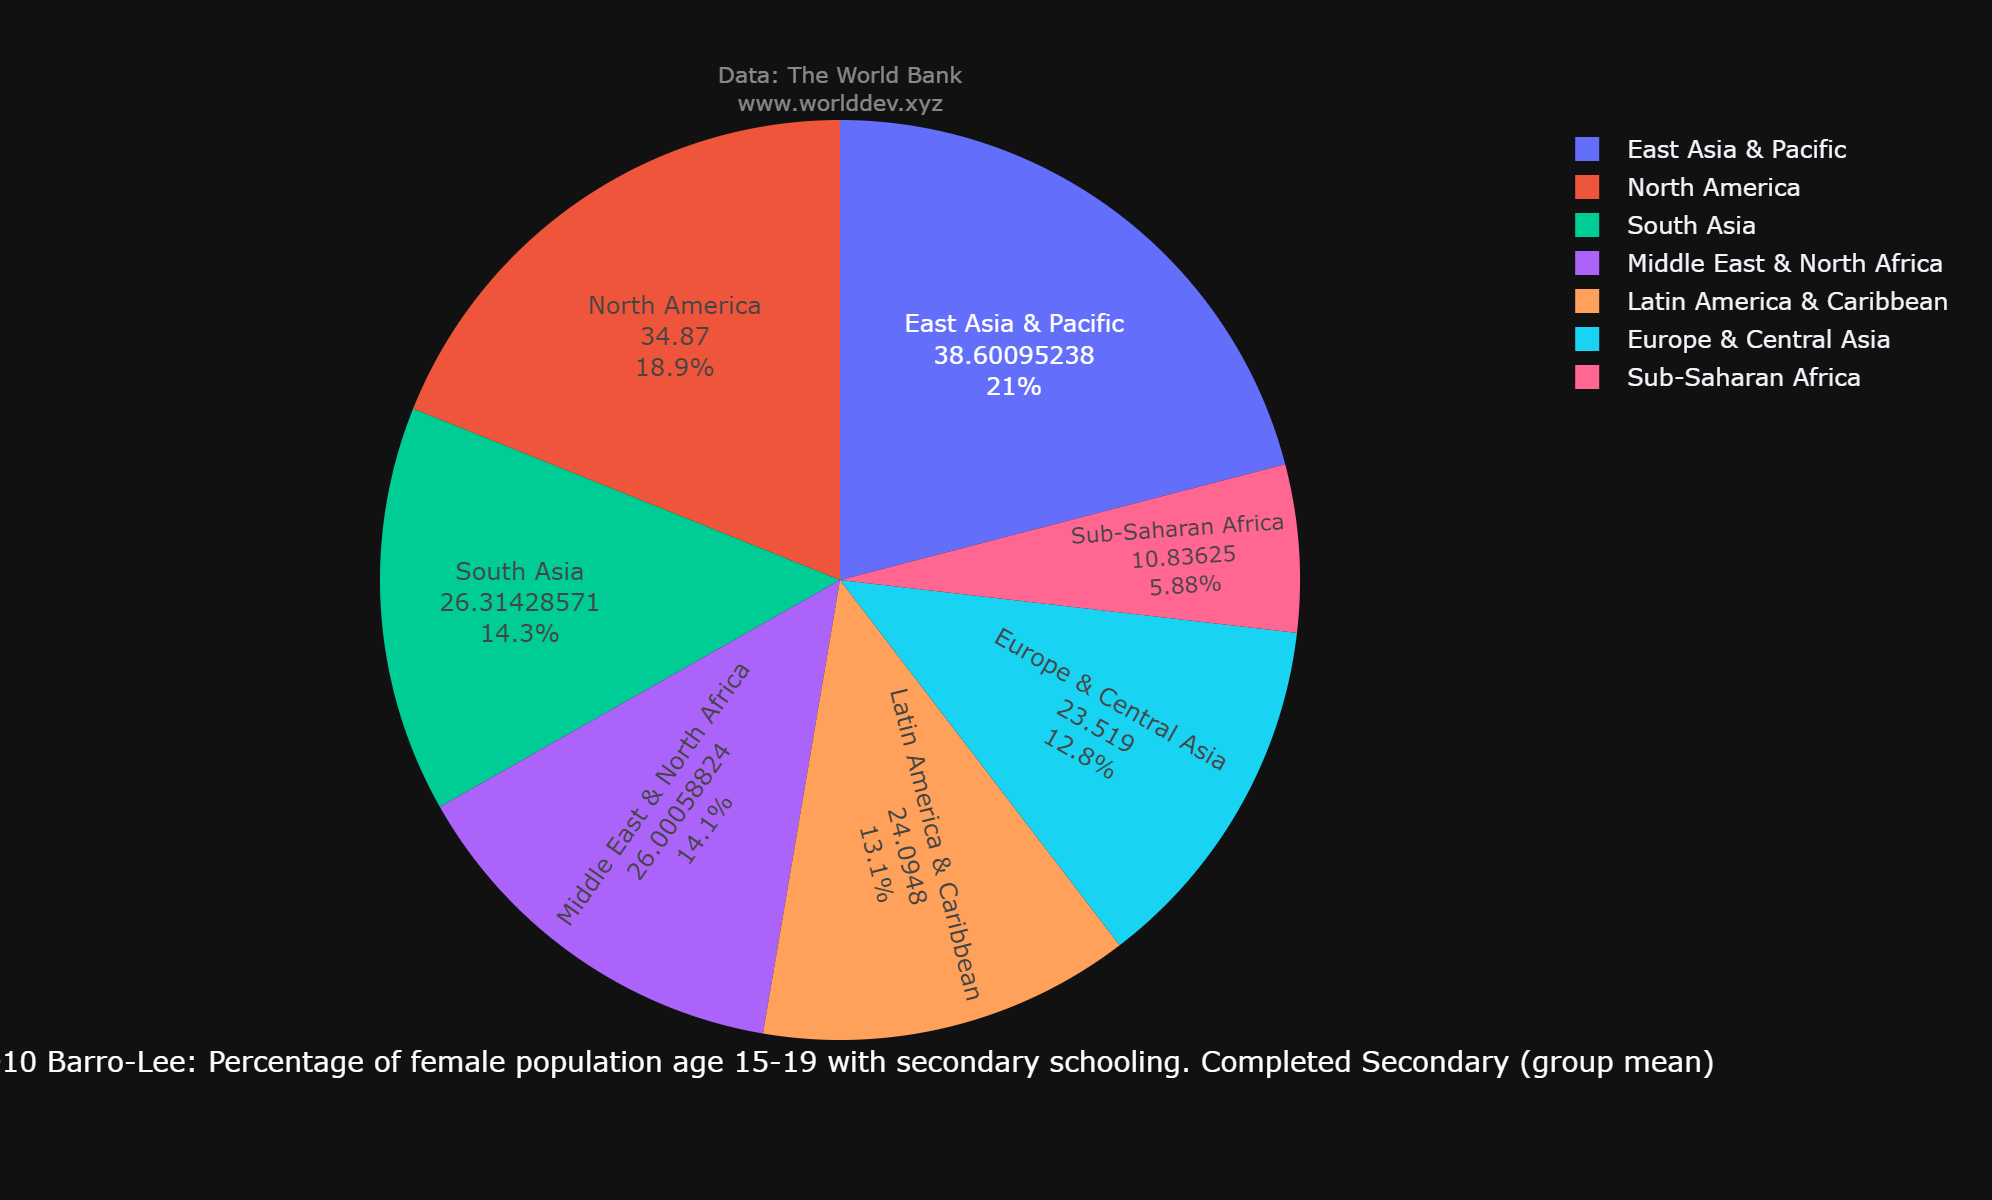 Data: The World Bank
www.worlddev.xyz
East Asia & Pacific
North America
South Asia
Middle East & North Africa
Latin America & Caribbean
Europe & Central Asia
Sub-Saharan Africa
North America
34.87
18.9%
East Asia & Pacific
38.60095238
21%
Sub-Saharan Africa
10.83625
5.88%
South Asia
26.31428571
14.3%
Europe & Central Asia
23.519
12.8%
Middle East & North Africa
26.00058824
14.1%
Latin America & Caribbean
24.0948
13.1%
10 Barro-Lee: Percentage of female population age 15-19 with secondary schooling. Completed Secondary (group mean)